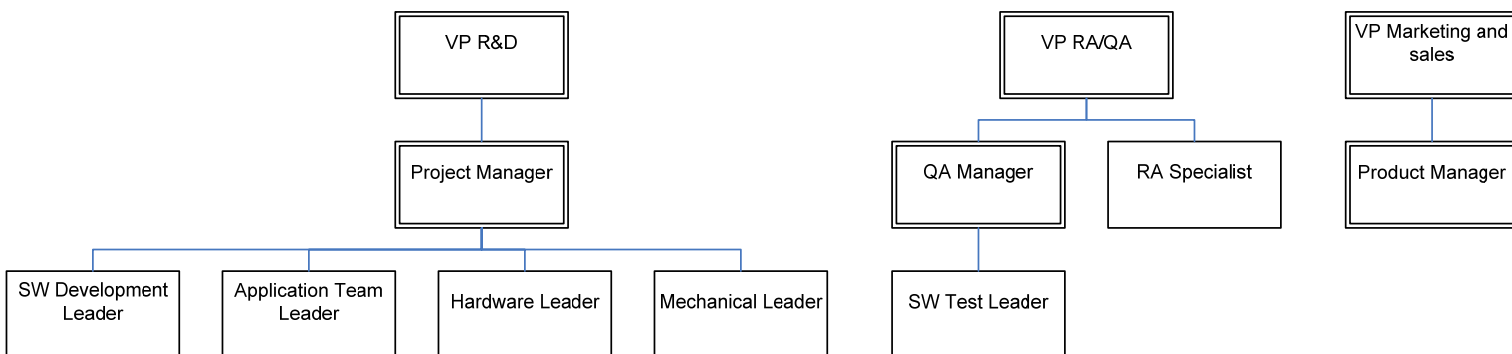 VP R&D
VP RA/QA
VP Marketing and
sales
Project Manager
QA Manager
RA Specialist
Product Manager
SW Development
Leader
Application Team
Leader
Hardware Leader
Mechanical Leader
SW Test Leader